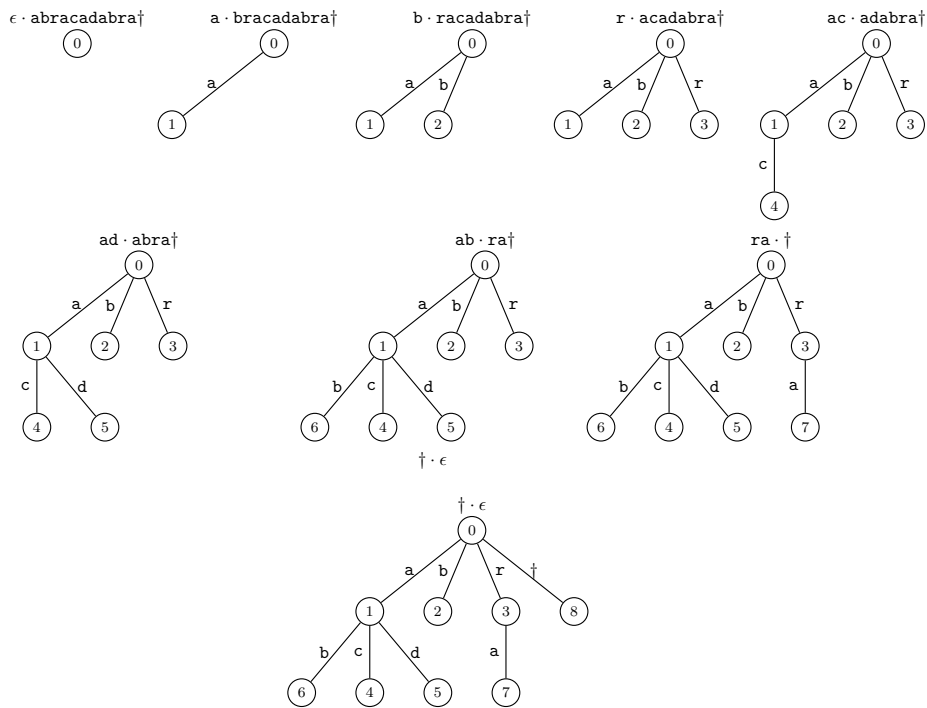 ϵ · abracadabra† a · bracadabra† b · racadabra† r · acadabra† ac · adabra†
0 0 0 0 0
a a b a b r a b r
1 1 2 1 2 3 1 2 3
c
4
ad · abra† ab · ra† ra · †
0 0 0
a b r a b r a b r
1 2 3 1 2 3 1 2 3
c d b c d b c d a
4 5 6 4 5 6 4 5 7
† · ϵ
† · ϵ
0
a b r †
1 2 3 8
b c d a
6 4 5 7